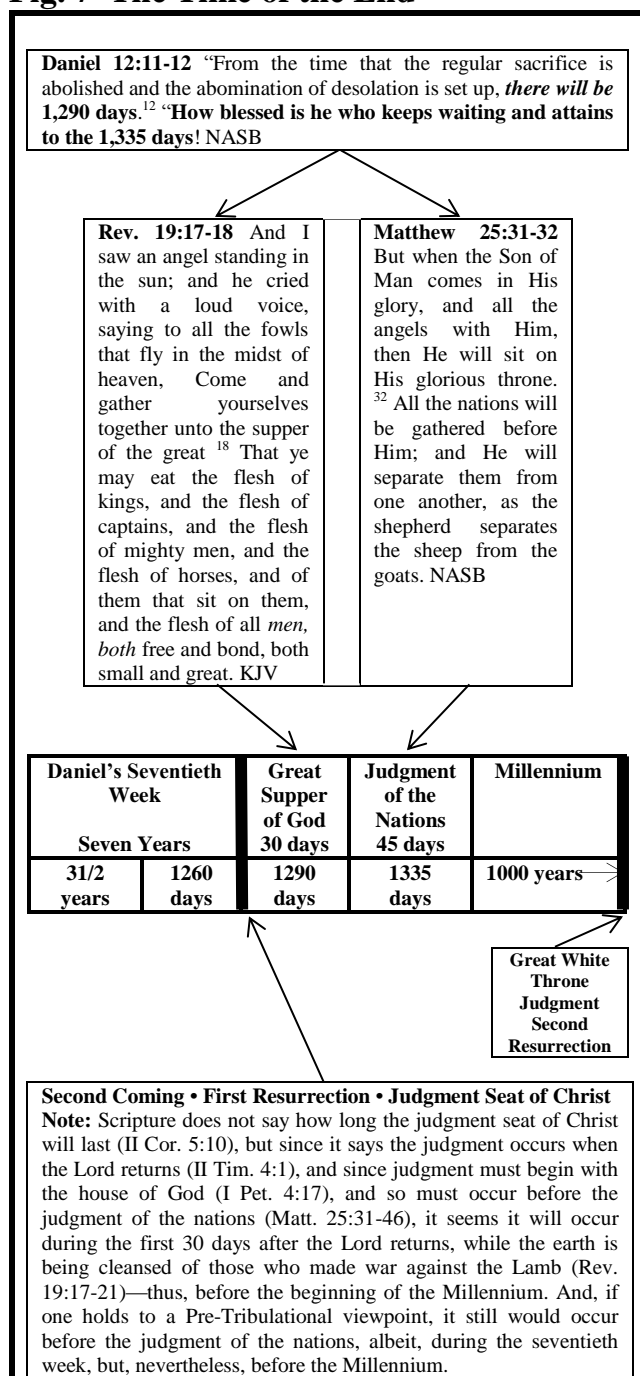 Fig. 7 The Time of the End
Daniel 12:11-12 “From the time that the regular sacrifice is
abolished and the abomination of desolation is set up, there will be
1,290 days.12 “How blessed is he who keeps waiting and attains
to the 1,335 days! NASB
Rev. 19:17-18 And I
saw an angel standing in
the sun; and he cried
with a loud voice,
saying to all the fowls
that fly in the midst of
heaven, Come and
gather yourselves
together unto the supper
of the great 18 That ye
may eat the flesh of
kings, and the flesh of
captains, and the flesh
of mighty men, and the
flesh of horses, and of
them that sit on them,
and the flesh of all men,
both free and bond, both
small and great. KJV
Matthew 25:31-32
But when the Son of
Man comes in His
glory, and all the
angels with Him,
then He will sit on
His glorious throne.
32 All the nations will
be gathered before
Him; and He will
separate them from
one another, as the
shepherd separates
the sheep from the
goats. NASB
Daniel’s Seventieth
Week
Seven Years
Great
Supper
of God
30 days
Judgment
of the
Nations
45 days
Millennium
31/2
years
1260
days
1290
days
1335
days
1000 years
Great White
Throne
Judgment
Second
Resurrection
Second Coming • First Resurrection • Judgment Seat of Christ
Note: Scripture does not say how long the judgment seat of Christ
will last (II Cor. 5:10), but since it says the judgment occurs when
the Lord returns (II Tim. 4:1), and since judgment must begin with
the house of God (I Pet. 4:17), and so must occur before the
judgment of the nations (Matt. 25:31-46), it seems it will occur
during the first 30 days after the Lord returns, while the earth is
being cleansed of those who made war against the Lamb (Rev.
19:17-21)—thus, before the beginning of the Millennium. And, if
one holds to a Pre-Tribulational viewpoint, it still would occur
before the judgment of the nations, albeit, during the seventieth
week, but, nevertheless, before the Millennium.